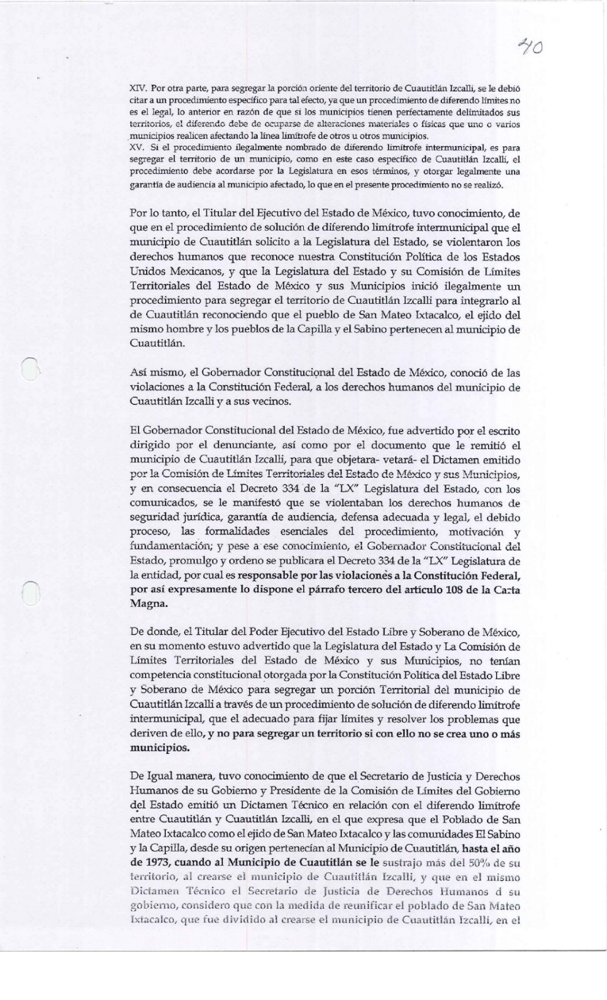 40
XIV. Por otra parte, para segregar la porción oriente del territorio de Cuautitlán Izcalli, se le debió
citar a un procedimiento específico para tal efecto, ya que un procedimiento de diferendo límites no
es el legal, lo anterior en razón de que si los municipios tienen perfectamente delimitados sus
territorios, el diferendo debe de ocuparse de alteraciones materiales o físicas que uno o varios
municipios realicen afectando la línea limítrofe de otros u otros municipios.
XV. Si el procedimiento ilegalmente nombrado de diferendo limítrofe intermunicipal, es para
segregar el territorio de un municipio, como en este caso específico de Cuautitlán Izcalli, el
procedimiento debe acordarse por la Legislatura en esos términos, y otorgar legalmente una
garantía de audiencia al municipio afectado, lo que en el presente procedimiento no se realizó.
Por lo tanto, el Titular del Ejecutivo del Estado de México, tuvo conocimiento, de
que en el procedimiento de solución de diferendo limítrofe intermunicipal que el
municipio de Cuautitlán solicito a la Legislatura del Estado, se violentaron los
derechos humanos que reconoce nuestra Constitución Política de los Estados
Unidos Mexicanos, y que la Legislatura del Estado y su Comisión de Límites
Territoriales del Estado de México y sus Municipios inició ilegalmente un
procedimiento para segregar el territorio de Cuautitlán Izcalli para integrarlo al
de Cuautitlán reconociendo que el pueblo de San Mateo Ixtacalco, el ejido del
mismo hombre y los pueblos de la Capilla y el Sabino pertenecen al municipio de
Cuautitlán.
Así mismo, el Gobernador Constitucional del Estado de México, conoció de las
violaciones a la Constitución Federal, a los derechos humanos del municipio de
Cuautitlán Izcalli y a sus vecinos.
El Gobernador Constitucional del Estado de México, fue advertido por el escrito
dirigido por el denunciante, así como por el documento que le remitió el
municipio de Cuautitlán Izcalli, para que objetara- vetará- el Dictamen emitido
por la Comisión de Límites Territoriales del Estado de México y sus Municipios,
y en consecuencia el Decreto 334 de la "LX" Legislatura del Estado, con los
comunicados, se le manifestó que se violentaban los derechos humanos de
seguridad jurídica, garantía de audiencia, defensa adecuada y legal, el debido
proceso, las formalidades esenciales del procedimiento, motivación y
fundamentación; y pese a ese conocimiento, el Gobernador Constitucional del
Estado, promulgo y ordeno se publicara el Decreto 334 de la "LX" Legislatura de
la entidad, por cual es responsable por las violaciones a la Constitución Federal,
por así expresamente lo dispone el párrafo tercero del artículo 108 de la Carta
Magna.
De donde, el Titular del Poder Ejecutivo del Estado Libre y Soberano de México,
en su momento estuvo advertido que la Legislatura del Estado y La Comisión de
Límites Territoriales del Estado de México y sus Municipios, no tenían
competencia constitucional otorgada por la Constitución Política del Estado Libre
y Soberano de México para segregar un porción Territorial del municipio de
Cuautitlán Izcalli a través de un procedimiento de solución de diferendo limítrofe
intermunicipal, que el adecuado para fijar límites y resolver los problemas que
deriven de ello, y no para segregar un territorio si con ello no se crea uno o más
municipios.
De Igual manera, tuvo conocimiento de que el Secretario de Justicia y Derechos
Humanos de su Gobierno y Presidente de la Comisión de Límites del Gobierno
del Estado emitió un Dictamen Técnico en relación con el diferendo limítrofe
entre Cuautitlán y Cuautitlán Izcalli, en el que expresa que el Poblado de San
Mateo Ixtacalco como el ejido de San Mateo Ixtacalco y las comunidades El Sabino
y la Capilla, desde su origen pertenecían al Municipio de Cuautitlán, hasta el año
de 1973, cuando al Municipio de Cuautitlán se le sustrajo más del 50% de su
territorio, al crearse el municipio de Cuautitlán Izcalli, y que en el mismo
Dictamen Técnico el Secretario de Justicia de Derechos Humanos d su
gobierno, considero que con la medida de reunificar el poblado de San Mateo
Ixtacalco, que fue dividido al crearse el municipio de Cuautitlán Izcalli, en el